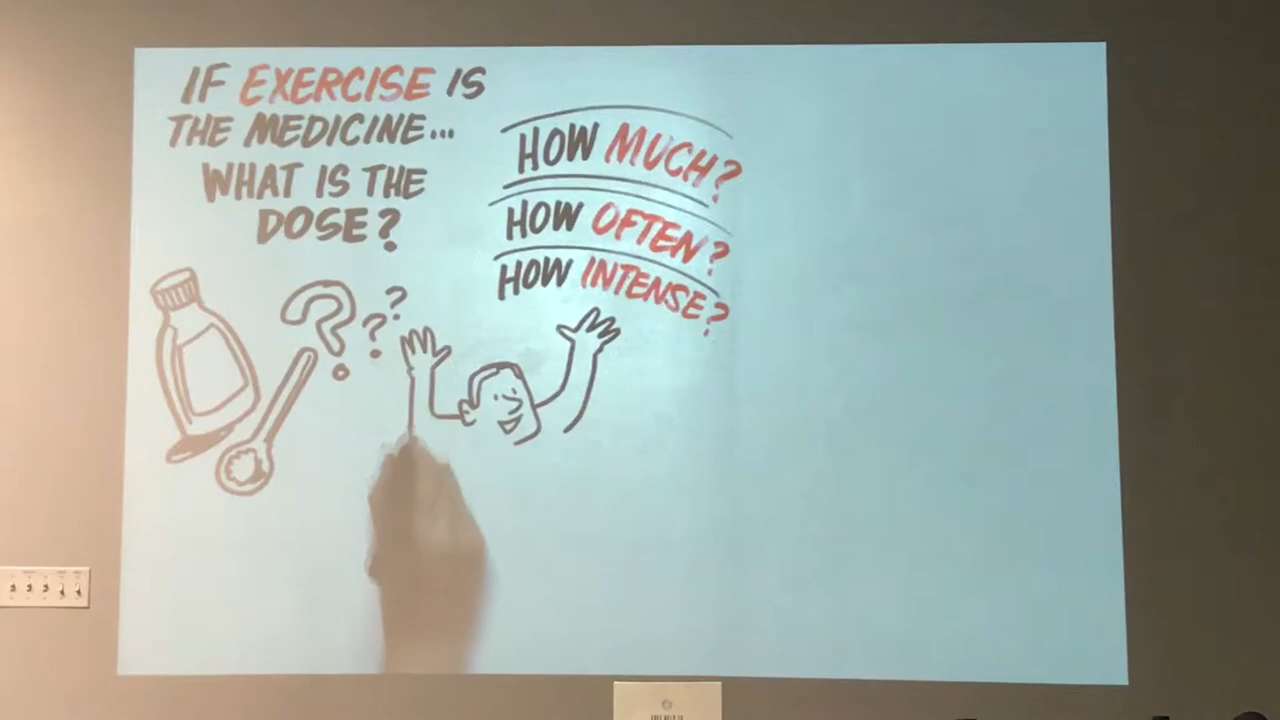 IF EXERCISE IS
THE MEDICINE...
WHAT IS THE
DOSE?
HOW MUCH?
HOW OFTEN?
HOW INTENSE?
? ? ?